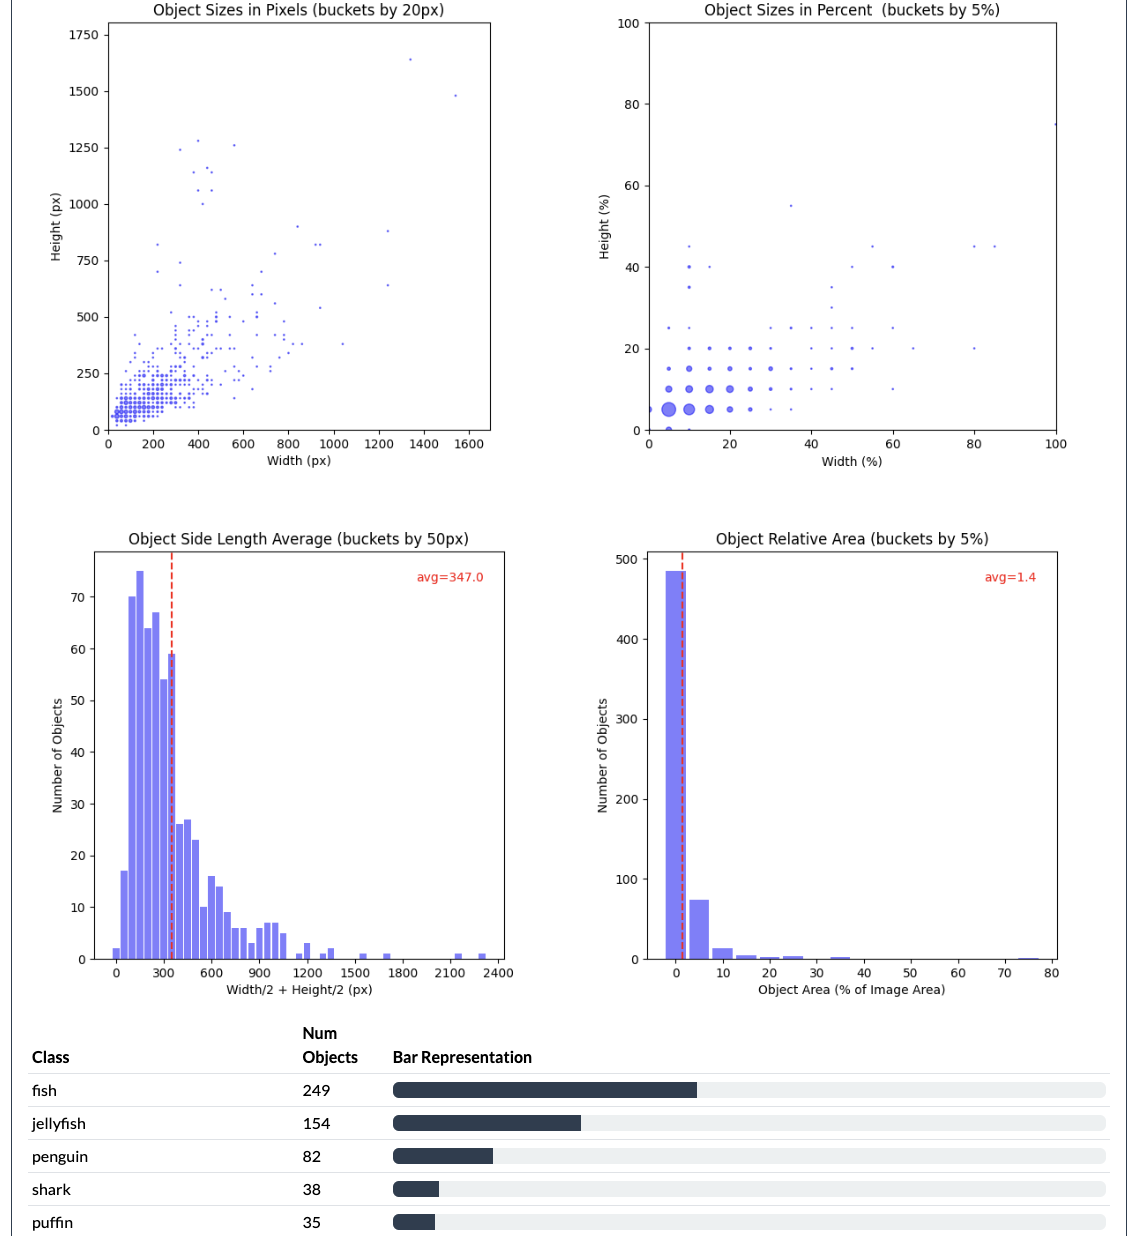 Object Sizes in Pixels (buckets by 20px)
1750
1500
1250
1000
750
500
250
0
Height (px)
0 200 400 600 800 1000 1200 1400 1600
Width (px)
Object Sizes in Percent (buckets by 5%)
100
80
60
40
20
0
Height (%)
0 20 40 60 80 100
Width (%)
Object Side Length Average (buckets by 50px)
avg=347.0
70
60
50
40
30
20
10
0
Number of Objects
0 300 600 900 1200 1500 1800 2100 2400
Width/2 + Height/2 (px)
Object Relative Area (buckets by 5%)
avg=1.4
500
400
300
200
100
0
Number of Objects
0 10 20 30 40 50 60 70 80
Object Area (% of Image Area)
Class Num Objects Bar Representation
fish 249
jellyfish 154
penguin 82
shark 38
puffin 35